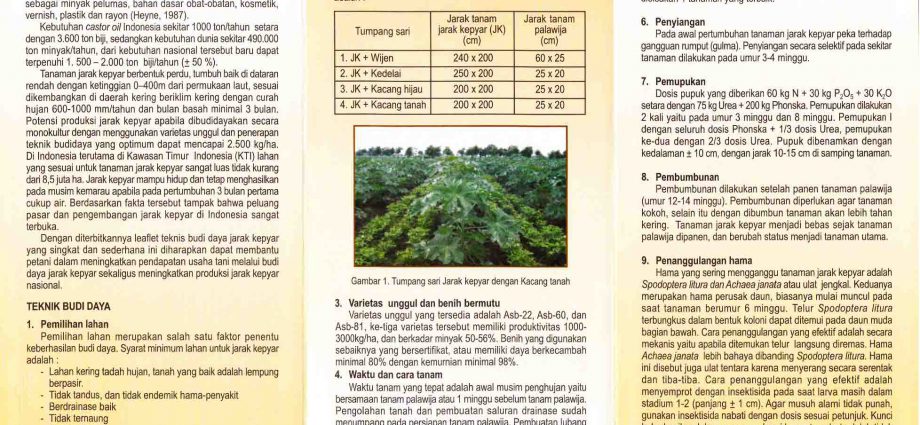 sebagai minyak pelumas, bahan dasar obat-obatan, kosmetik,
vernish, plastik dan rayon (Heyne, 1987).
Kebutuhan castor oil Indonesia sekitar 1000 ton/tahun setara
dengan 3.600 ton biji, sedangkan kebutuhan dunia sekitar 490.000
ton minyak/tahun, dari kebutuhan nasional tersebut baru dapat
terpenuhi 1. 500 – 2.000 ton biji/tahun (± 50 %).
Tanaman jarak kepyar berbentuk perdu, tumbuh baik di dataran
rendah dengan ketinggian 0–400m dari permukaan laut, sesuai
dikembangkan di daerah kering beriklim kering dengan curah
hujan 600-1000 mm/tahun dan bulan basah minimal 3 bulan.
Potensi produksi jarak kepyar apabila dibudidayakan secara
monokultur dengan menggunakan varietas unggul dan penerapan
teknik budidaya yang optimum dapat mencapai 2.500 kg/ha.
Di Indonesia terutama di Kawasan Timur Indonesia (KTI) lahan
yang sesuai untuk tanaman jarak kepyar sangat luas tidak kurang
dari 8,5 juta ha. Jarak kepyar mampu hidup dan tetap menghasilkan
pada musim kemarau apabila pada pertumbuhan 3 bulan pertama
cukup air. Berdasarkan fakta tersebut tampak bahwa peluang
pasar dan pengembangan jarak kepyar di Indonesia sangat
terbuka.
Dengan diterbitkannya leaflet teknis budi daya jarak kepyar
yang singkat dan sederhana ini diharapkan dapat membantu
petani dalam meningkatkan pendapatan usaha tani melalui budi
daya jarak kepyar sekaligus meningkatkan produksi jarak kepyar
nasional.
TEKNIK BUDI DAYA
1. Pemilihan lahan
Pemilihan lahan merupakan salah satu faktor penentu
keberhasilan budi daya. Syarat minimum lahan untuk jarak kepyar
adalah :
- Lahan kering tadah hujan, tanah yang baik adalah lempung
berpasir.
- Tidak tandus, dan tidak endemik hama-penyakit
- Berdrainase baik
- Tidak ternaung
Tumpang sari
Jarak tanam
jarak kepyar (JK)
(cm)
Jarak tanam
palawija
(cm)
1. JK + Wijen 240 x 200 60 x 25
2. JK + Kedelai 250 x 200 25 x 20
3. JK + Kacang hijau 200 x 200 25 x 20
4. JK + Kacang tanah 200 x 200 25 x 20
Gambar 1. Tumpang sari Jarak kepyar dengan Kacang tanah
3. Varietas unggul dan benih bermutu
Varietas unggul yang tersedia adalah Asb-22, Asb-60, dan
Asb-81, ke-tiga varietas tersebut memiliki produktivitas 1000-
3000kg/ha, dan berkadar minyak 50-56%. Benih yang digunakan
sebaiknya yang bersertifikat, atau memiliki daya berkecambah
minimal 80% dengan kemurnian minimal 98%.
4. Waktu dan cara tanam
Waktu tanam yang tepat adalah awal musim penghujan yaitu
bersamaan tanam palawija atau 1 minggu sebelum tanam palawija.
Pengolahan tanah dan pembuatan saluran drainase sudah
menumpang pada persiapan tanam palawija. Pembuatan lubang
6. Penyiangan
Pada awal pertumbuhan tanaman jarak kepyar peka terhadap
gangguan rumput (gulma). Penyiangan secara selektif pada sekitar
tanaman dilakukan pada umur 3-4 minggu.
7. Pemupukan
Dosis pupuk yang diberikan 60 kg N + 30 kg P2O5 + 30 K2O
setara dengan 75 kg Urea + 200 kg Phonska. Pemupukan dilakukan
2 kali yaitu pada umur 3 minggu dan 8 minggu. Pemupukan I
dengan seluruh dosis Phonska + 1/3 dosis Urea, pemupukan
ke-dua dengan 2/3 dosis Urea. Pupuk dibenamkan dengan
kedalaman ± 10 cm, dengan jarak 10-15 cm di samping tanaman.
8. Pembumbunan
Pembumbunan dilakukan setelah panen tanaman palawija
(umur 12-14 minggu). Pembumbunan diperlukan agar tanaman
kokoh, selain itu dengan dibumbun tanaman akan lebih tahan
kering. Tanaman jarak kepyar menjadi bebas sejak tanaman
palawija dipanen, dan berubah status menjadi tanaman utama.
9. Penanggulangan hama
Hama yang sering mengganggu tanaman jarak kepyar adalah
Spodoptera litura dan Achaea janata atau ulat jengkal. Keduanya
merupakan hama perusak daun, biasanya mulai muncul pada
saat tanaman berumur 6 minggu. Telur Spodoptera litura
terbungkus dalam bentuk koloni dapat ditemui pada daun muda
bagian bawah. Cara penanggulangan yang efektif adalah secara
mekanis yaitu apabila ditemukan telur langsung diremas. Hama
Achaea janata lebih bahaya dibanding Spodoptera litura. Hama
ini disebut juga ulat tentara karena menyerang secara serentak
dan tiba-tiba. Cara penanggulangan yang efektif adalah
menyemprot dengan insektisida pada saat larva masih dalam
stadium 1-2 (panjang ± 1 cm). Agar musuh alami tidak punah,
gunakan insektisida nabati dengan dosis sesuai petunjuk. Kunci